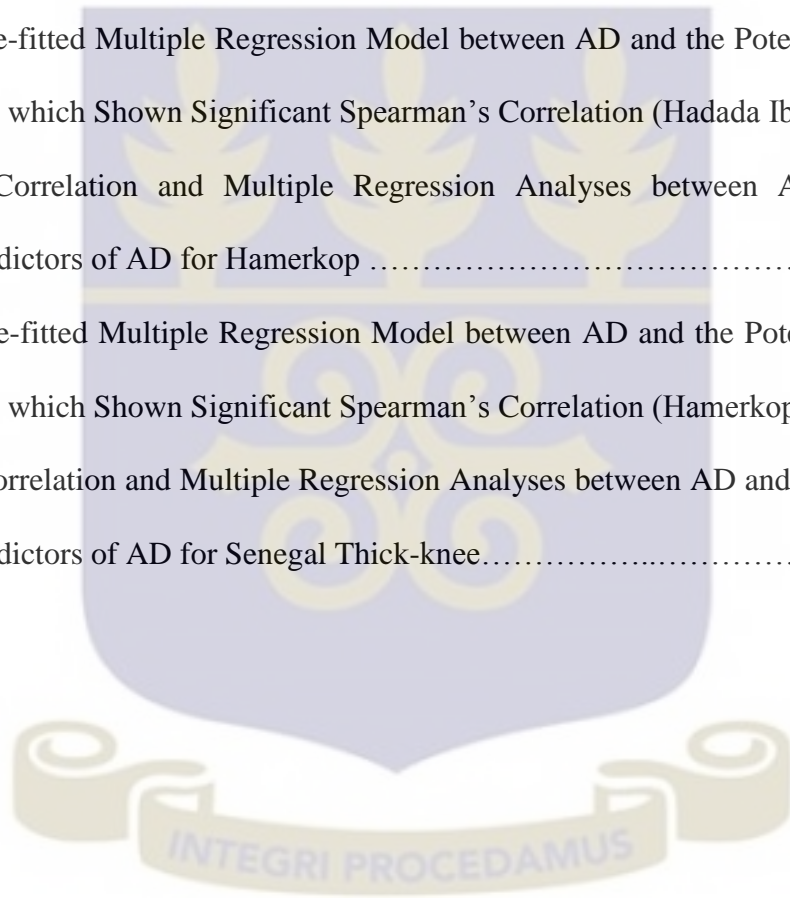 e-fitted Multiple Regression Model between AD and the Pote
which Shown Significant Spearman’s Correlation (Hadada Ib
Correlation and Multiple Regression Analyses between A
dictors of AD for Hamerkop ……………………………………
e-fitted Multiple Regression Model between AD and the Pote
which Shown Significant Spearman’s Correlation (Hamerkop
orrelation and Multiple Regression Analyses between AD and
dictors of AD for Senegal Thick-knee……………..…………
INTEGRI PROCEDAMUS